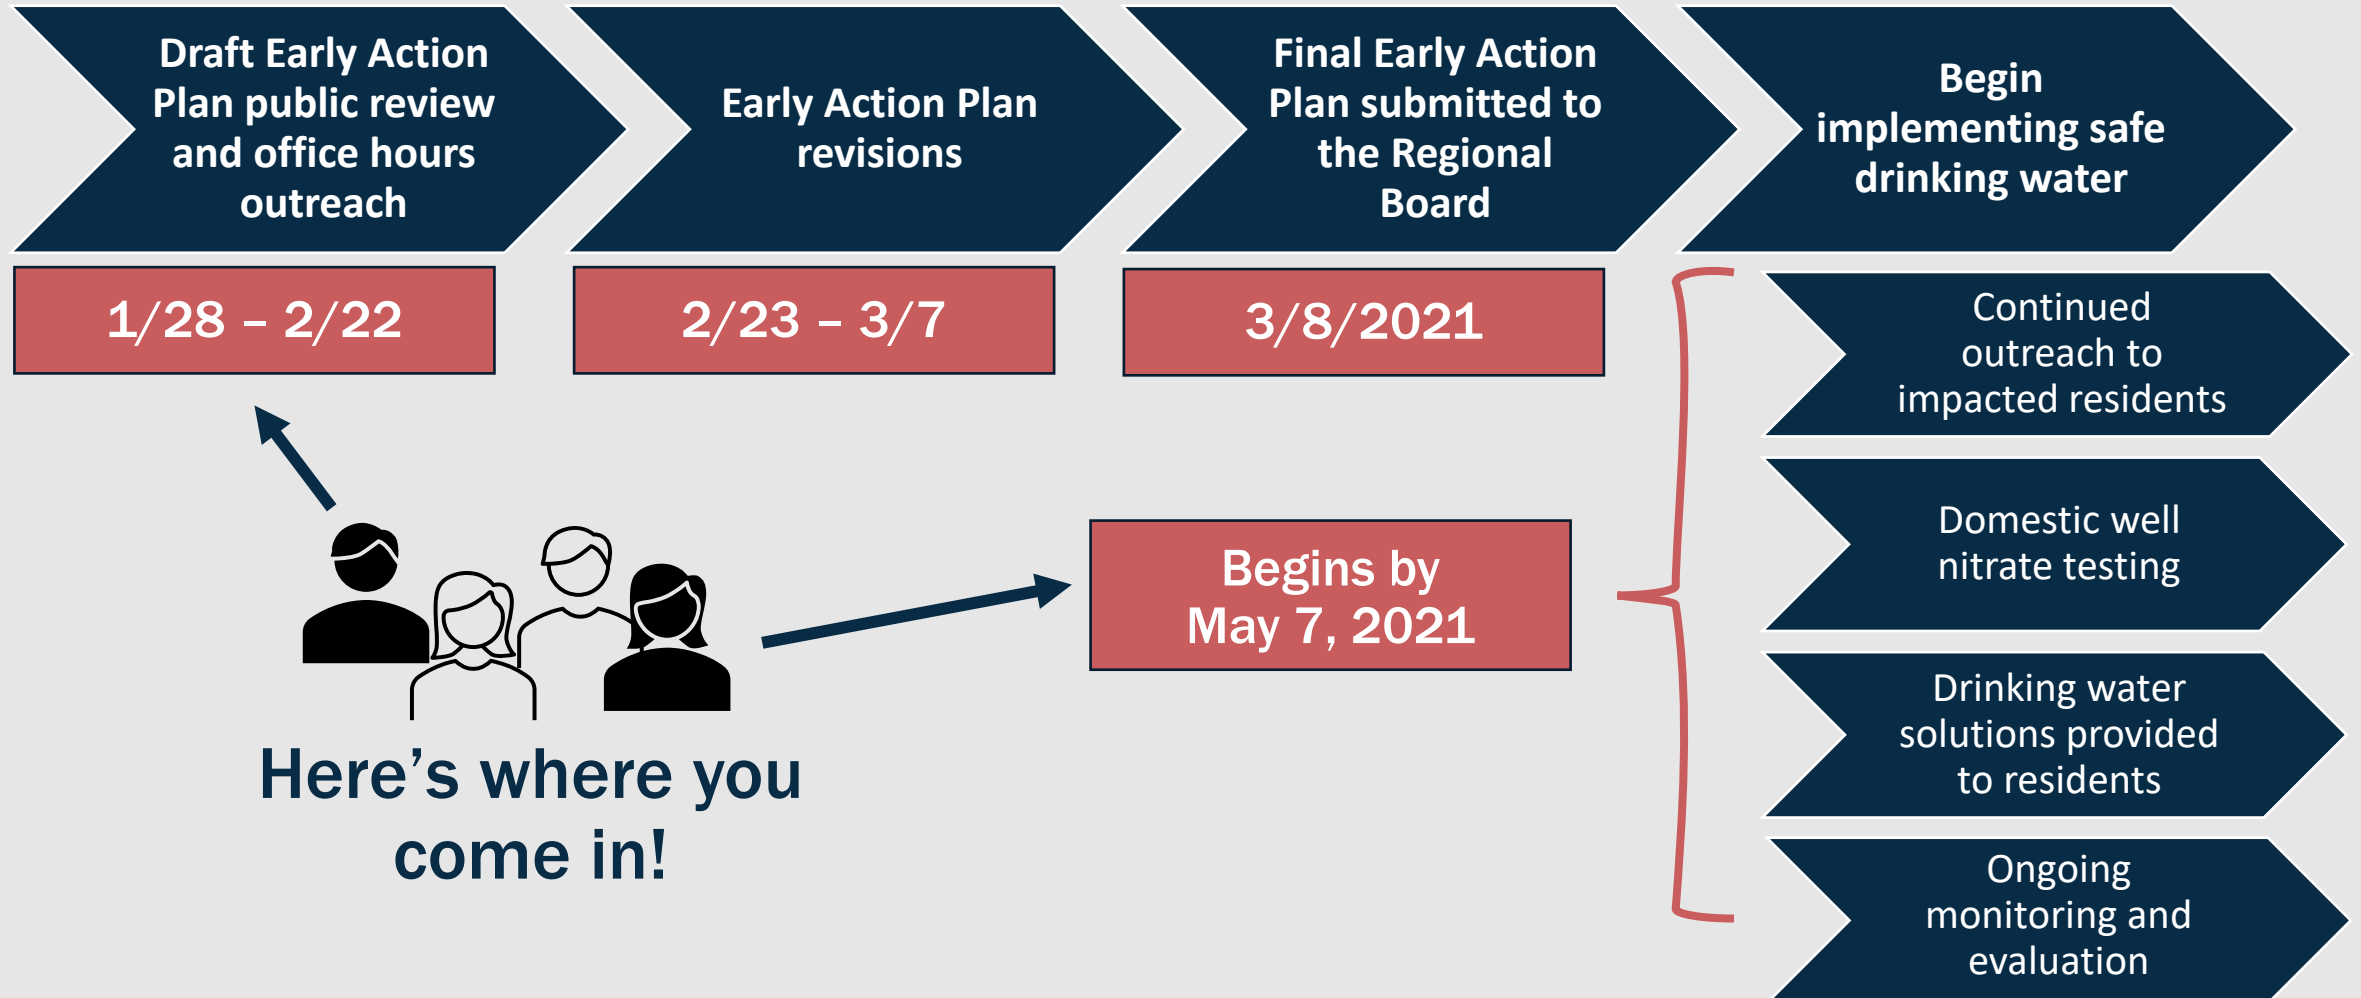 Draft Early Action
Plan public review
and office hours
outreach
Early Action Plan
revisions
Final Early Action
Plan submitted to
the Regional
Board
Begin
implementing safe
drinking water
1/28 – 2/22
2/23 – 3/7
3/8/2021
Continued
outreach to
impacted residents
Domestic well
nitrate testing
Begins by
May 7, 2021
Drinking water
solutions provided
to residents
Here's where you
come in!
Ongoing
monitoring and
evaluation